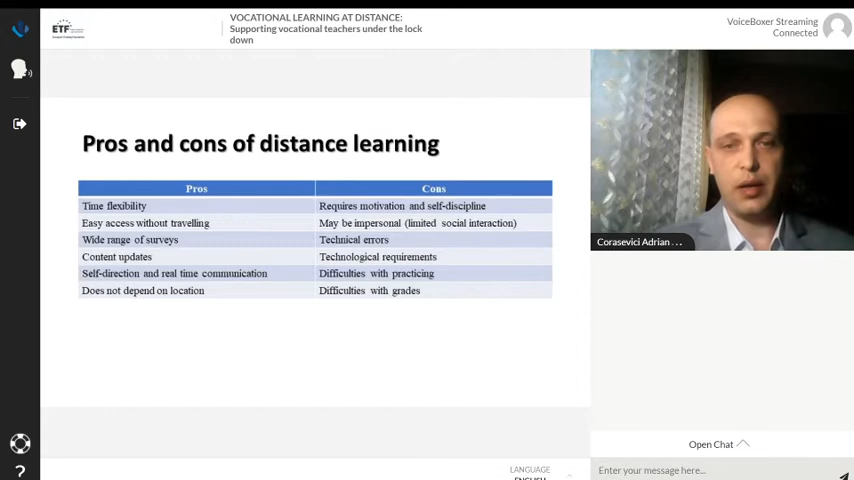 ETF
VOCATIONAL LEARNING AT DISTANCE:
Supporting vocational teachers under the lock
down
VoiceBoxer Streaming
Connected
Pros and cons of distance learning
Pros Cons
Time flexibility Requires motivation and self-discipline
Easy access without travelling May be impersonal (limited social interaction)
Wide range of surveys Technical errors
Content updates Technological requirements
Self-direction and real time communication Difficulties with practicing
Does not depend on location Difficulties with grades
Corasevici Adrian ...
Open Chat
Enter your message here...
LANGUAGE
ENGLISH
?